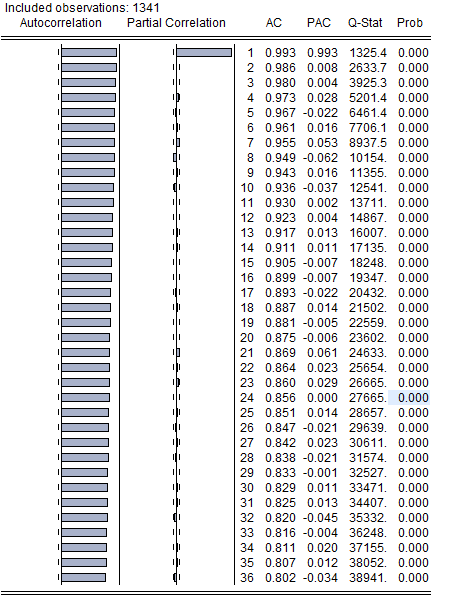 Included observations: 1341
Autocorrelation Partial Correlation AC PAC Q-Stat Prob
1 0.993 0.993 1325.4 0.000
2 0.986 0.008 2633.7 0.000
3 0.980 0.004 3925.3 0.000
4 0.973 0.028 5201.4 0.000
5 0.967 -0.022 6461.4 0.000
6 0.961 0.016 7706.1 0.000
7 0.955 0.053 8937.5 0.000
8 0.949 -0.062 10154. 0.000
9 0.943 0.016 11355. 0.000
10 0.936 -0.037 12541. 0.000
11 0.930 0.002 13711. 0.000
12 0.923 0.004 14867. 0.000
13 0.917 0.013 16007. 0.000
14 0.911 0.011 17135. 0.000
15 0.905 -0.007 18248. 0.000
16 0.899 -0.007 19347. 0.000
17 0.893 -0.022 20432. 0.000
18 0.887 0.014 21502. 0.000
19 0.881 -0.005 22559. 0.000
20 0.875 -0.006 23602. 0.000
21 0.869 0.061 24633. 0.000
22 0.864 0.023 25654. 0.000
23 0.860 0.029 26665. 0.000
24 0.856 0.000 27665. 0.000
25 0.851 0.014 28657. 0.000
26 0.847 -0.021 29639. 0.000
27 0.842 0.023 30611. 0.000
28 0.838 -0.021 31574. 0.000
29 0.833 -0.001 32527. 0.000
30 0.829 0.011 33471. 0.000
31 0.825 0.013 34407. 0.000
32 0.820 -0.045 35332. 0.000
33 0.816 -0.004 36248. 0.000
34 0.811 0.020 37155. 0.000
35 0.807 0.012 38052. 0.000
36 0.802 -0.034 38941. 0.000